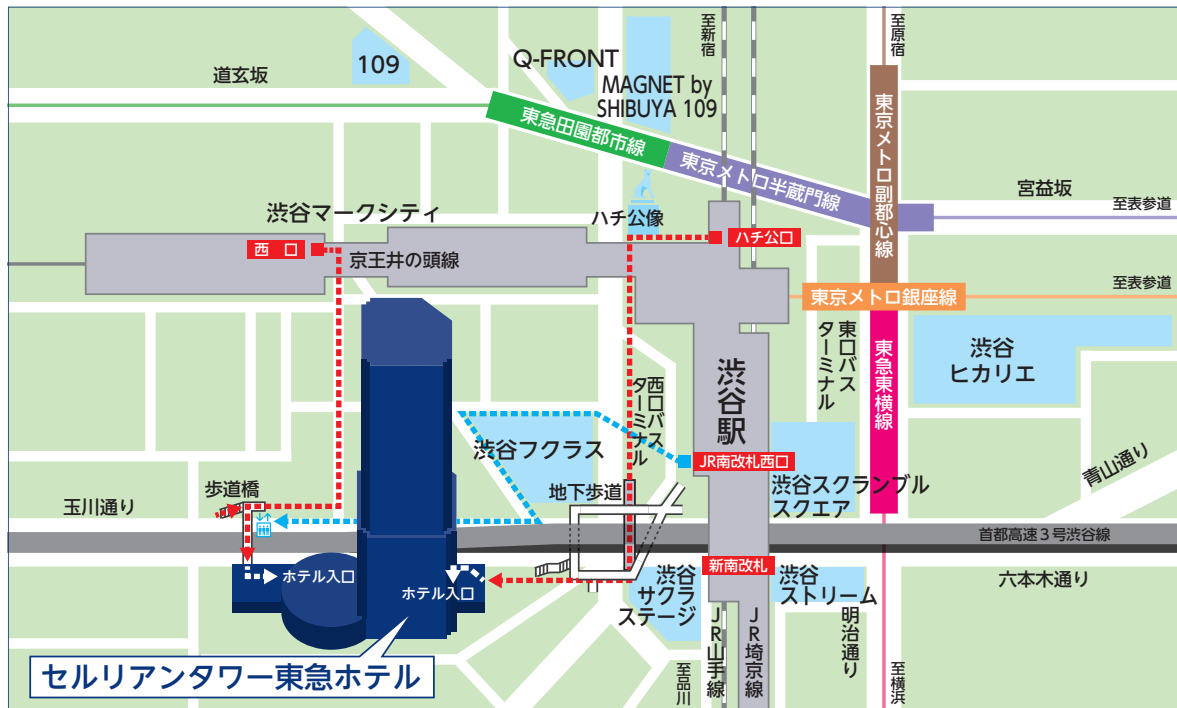 至新宿
至原宿
109
Q-FRONT
MAGNET by
SHIBUYA 109
道玄坂
東急田園都市線
東京メトロ半蔵門線
東京メトロ副都心線
宮益坂
至表参道
渋谷マークシティ
ハチ公像
ハチ公口
西 口
京王井の頭線
東京メトロ銀座線
至表参道
東口バス
ターミナル
東急東横線
渋谷
ヒカリエ
渋谷駅
西口バス
ターミナル
渋谷フクラス
JR南改札西口
渋谷スクランブル
スクエア
青山通り
歩道橋
地下歩道
玉川通り
首都高速3号渋谷線
ホテル入口
ホテル入口
新南改札
六本木通り
渋谷
サクラ
ステージ
渋谷
ストリーム
JR山手線
JR埼京線
明治通り
至品川
至横浜
セルリアンタワー東急ホテル